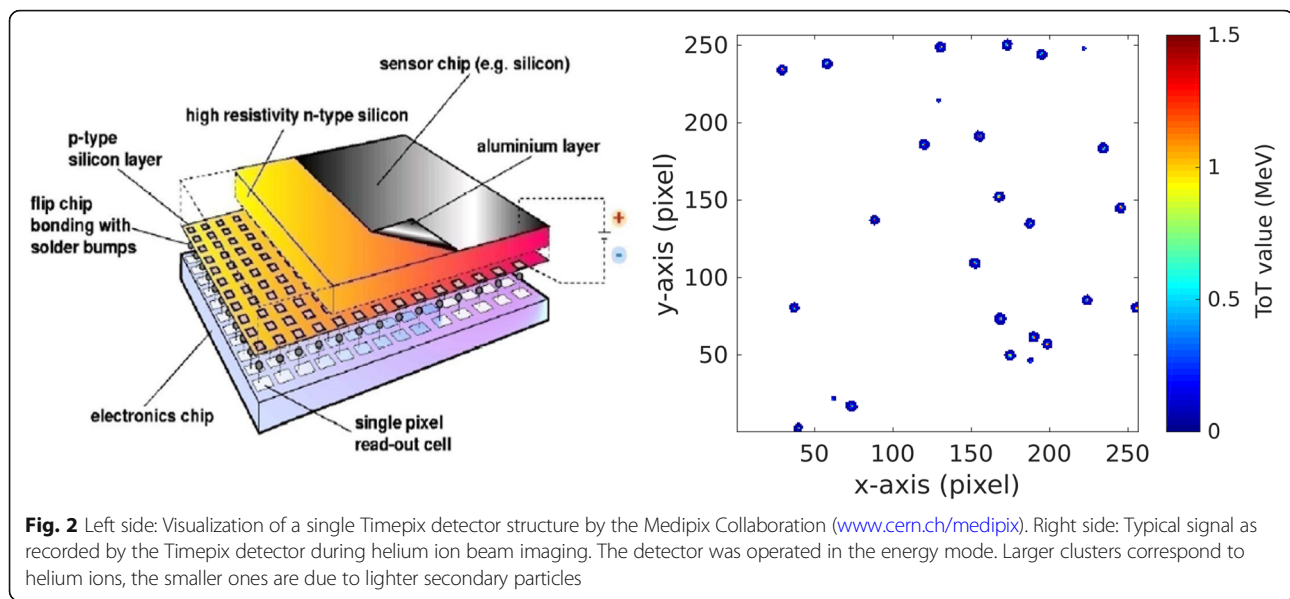 sensor chip (e.g. silicon)
high resistivity n-type silicon
p-type
silicon layer
aluminium layer
flip chip
bonding with
solder bumps
+
-
electronics chip
single pixel
read-out cell
250
200
150
100
50
y-axis (pixel)
50
100
150
200
250
x-axis (pixel)
1.5
1
0.5
0
ToT value (MeV)
Fig. 2 Left side: Visualization of a single Timepix detector structure by the Medipix Collaboration (www.cern.ch/medipix). Right side: Typical signal as
recorded by the Timepix detector during helium ion beam imaging. The detector was operated in the energy mode. Larger clusters correspond to
helium ions, the smaller ones are due to lighter secondary particles